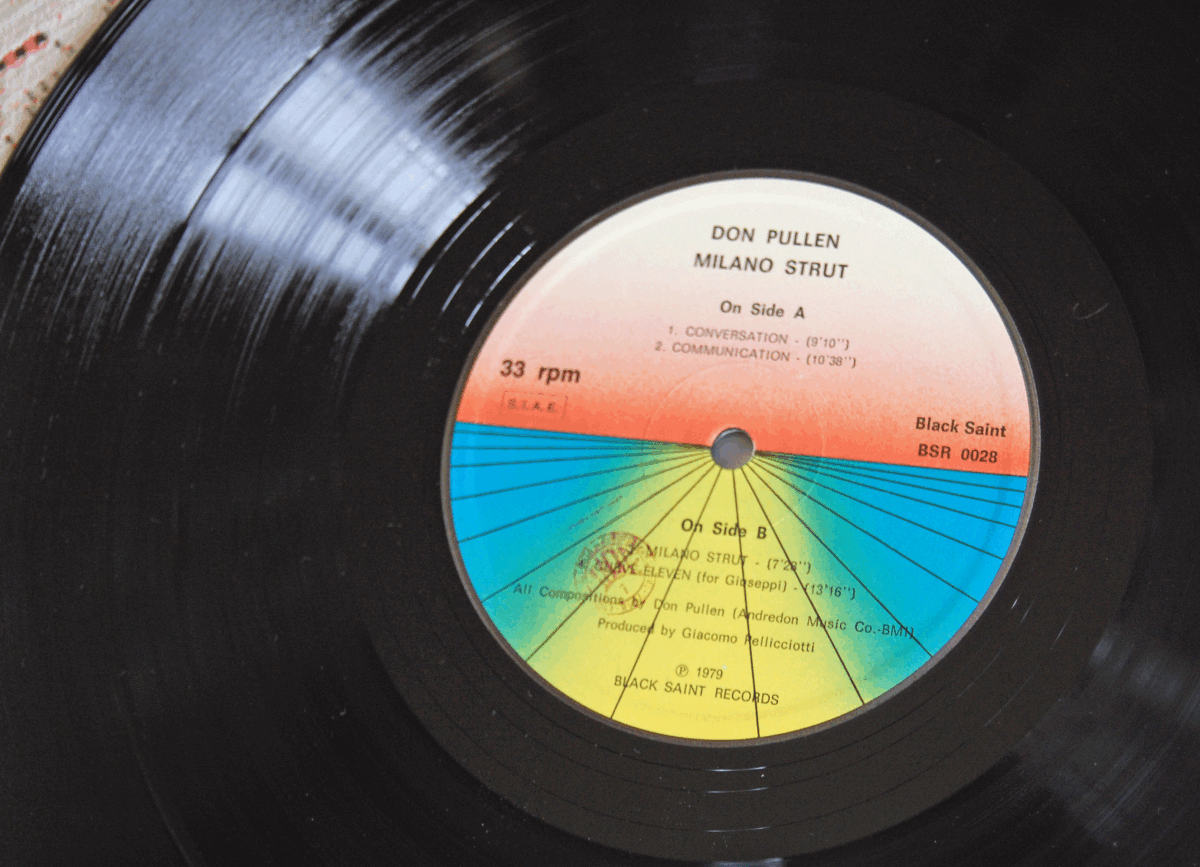 DON PULLEN
MILANO STRUT
On Side A
1. CONVERSATION - (9'10'')
2. COMMUNICATION - (10'38'')
33 rpm
S.I.A.E.
Black Saint
BSR 0028
On Side B
MILANO STRUT - (7'28'')
ELEVEN (for Giuseppi) - (13'16'')
All Compositions by Don Pullen (Andredon Music Co.-BMI)
Produced by Giacomo Pellicciotti
℗ 1979
BLACK SAINT RECORDS